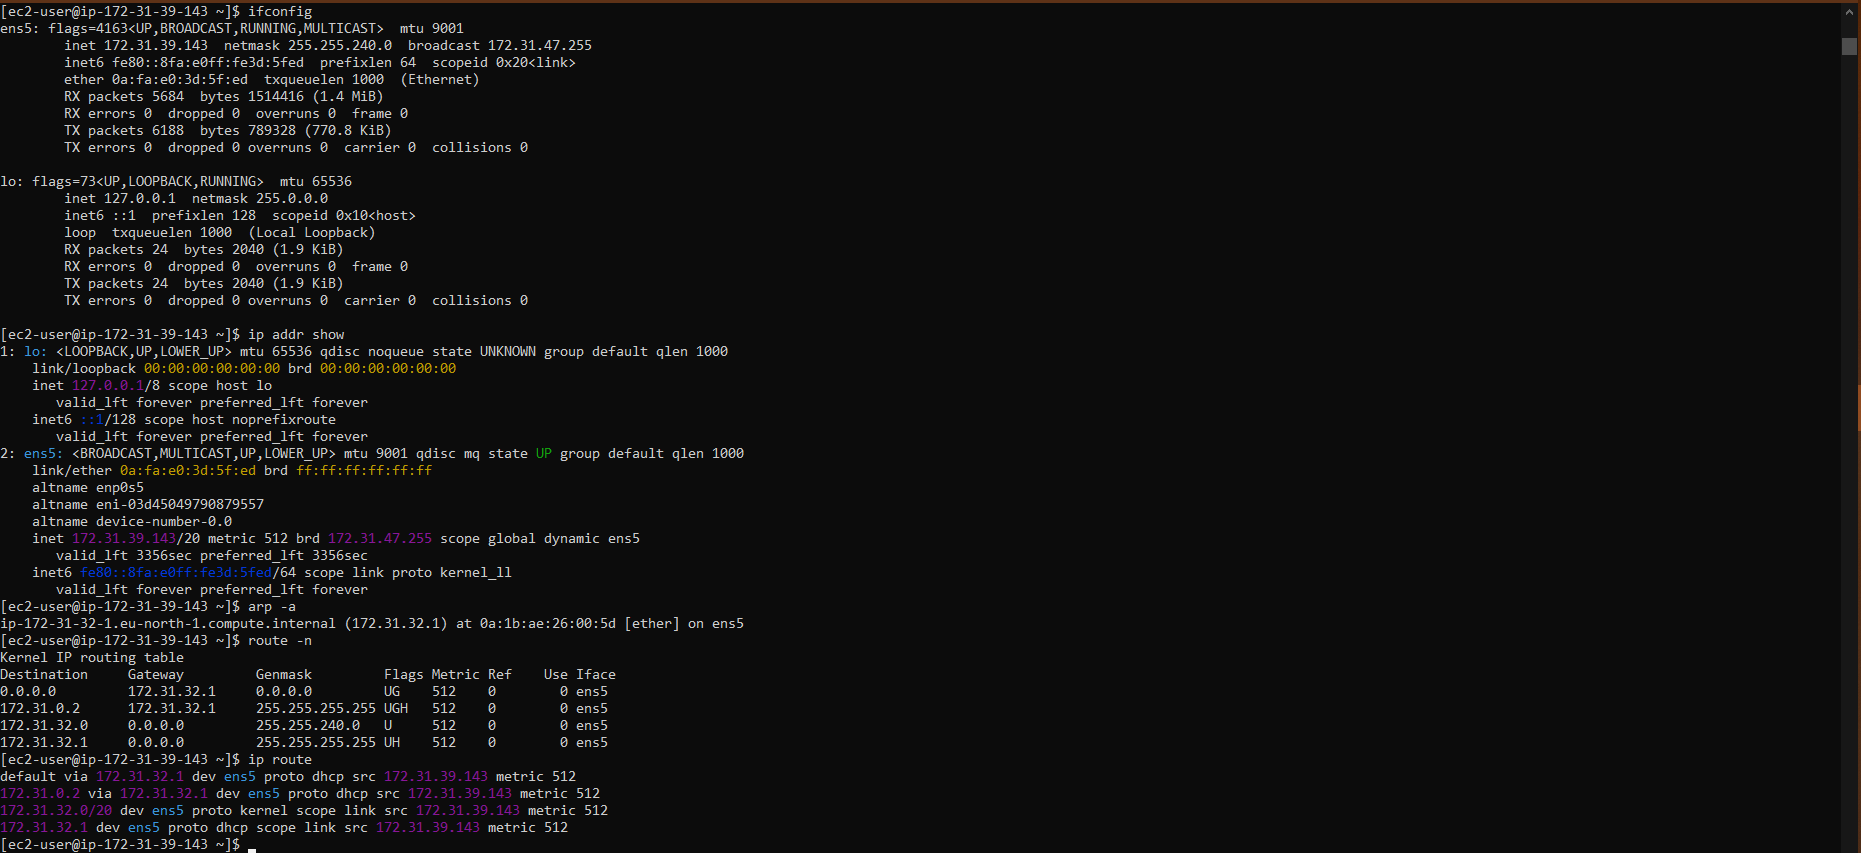 [ec2-user@ip-172-31-39-143 ~]$ ifconfig
ens5: flags=4163<UP,BROADCAST,RUNNING,MULTICAST>  mtu 9001
        inet 172.31.39.143  netmask 255.255.240.0  broadcast 172.31.47.255
        inet6 fe80::8fa:e0ff:fe3d:5fed  prefixlen 64  scopeid 0x20<link>
        ether 0a:fa:e0:3d:5f:ed  txqueuelen 1000  (Ethernet)
        RX packets 5684  bytes 1514416 (1.4 MiB)
        RX errors 0  dropped 0  overruns 0  frame 0
        TX packets 6188  bytes 789328 (770.8 KiB)
        TX errors 0  dropped 0 overruns 0  carrier 0  collisions 0

lo: flags=73<UP,LOOPBACK,RUNNING>  mtu 65536
        inet 127.0.0.1  netmask 255.0.0.0
        inet6 ::1  prefixlen 128  scopeid 0x10<host>
        loop  txqueuelen 1000  (Local Loopback)
        RX packets 24  bytes 2040 (1.9 KiB)
        RX errors 0  dropped 0  overruns 0  frame 0
        TX packets 24  bytes 2040 (1.9 KiB)
        TX errors 0  dropped 0 overruns 0  carrier 0  collisions 0

[ec2-user@ip-172-31-39-143 ~]$ ip addr show
1: lo: <LOOPBACK,UP,LOWER_UP> mtu 65536 qdisc noqueue state UNKNOWN group default qlen 1000
    link/loopback 00:00:00:00:00:00 brd 00:00:00:00:00:00
    inet 127.0.0.1/8 scope host lo
       valid_lft forever preferred_lft forever
    inet6 ::1/128 scope host noprefixroute
       valid_lft forever preferred_lft forever
2: ens5: <BROADCAST,MULTICAST,UP,LOWER_UP> mtu 9001 qdisc mq state UP group default qlen 1000
    link/ether 0a:fa:e0:3d:5f:ed brd ff:ff:ff:ff:ff:ff
    altname enp0s5
    altname eni-03d45049790879557
    altname device-number-0.0
    inet 172.31.39.143/20 metric 512 brd 172.31.47.255 scope global dynamic ens5
       valid_lft 3356sec preferred_lft 3356sec
    inet6 fe80::8fa:e0ff:fe3d:5fed/64 scope link proto kernel_ll
       valid_lft forever preferred_lft forever
[ec2-user@ip-172-31-39-143 ~]$ arp -a
ip-172-31-32-1.eu-north-1.compute.internal (172.31.32.1) at 0a:1b:ae:26:00:5d [ether] on ens5
[ec2-user@ip-172-31-39-143 ~]$ route -n
Kernel IP routing table
Destination     Gateway         Genmask         Flags Metric Ref    Use Iface
0.0.0.0         172.31.32.1     0.0.0.0         UG    512    0        0 ens5
172.31.0.2      172.31.32.1     255.255.255.255 UGH   512    0        0 ens5
172.31.32.0     0.0.0.0         255.255.240.0   U     512    0        0 ens5
172.31.32.1     0.0.0.0         255.255.255.255 UH    512    0        0 ens5
[ec2-user@ip-172-31-39-143 ~]$ ip route
default via 172.31.32.1 dev ens5 proto dhcp src 172.31.39.143 metric 512
172.31.0.2 via 172.31.32.1 dev ens5 proto dhcp src 172.31.39.143 metric 512
172.31.32.0/20 dev ens5 proto kernel scope link src 172.31.39.143 metric 512
172.31.32.1 dev ens5 proto dhcp scope link src 172.31.39.143 metric 512
[ec2-user@ip-172-31-39-143 ~]$